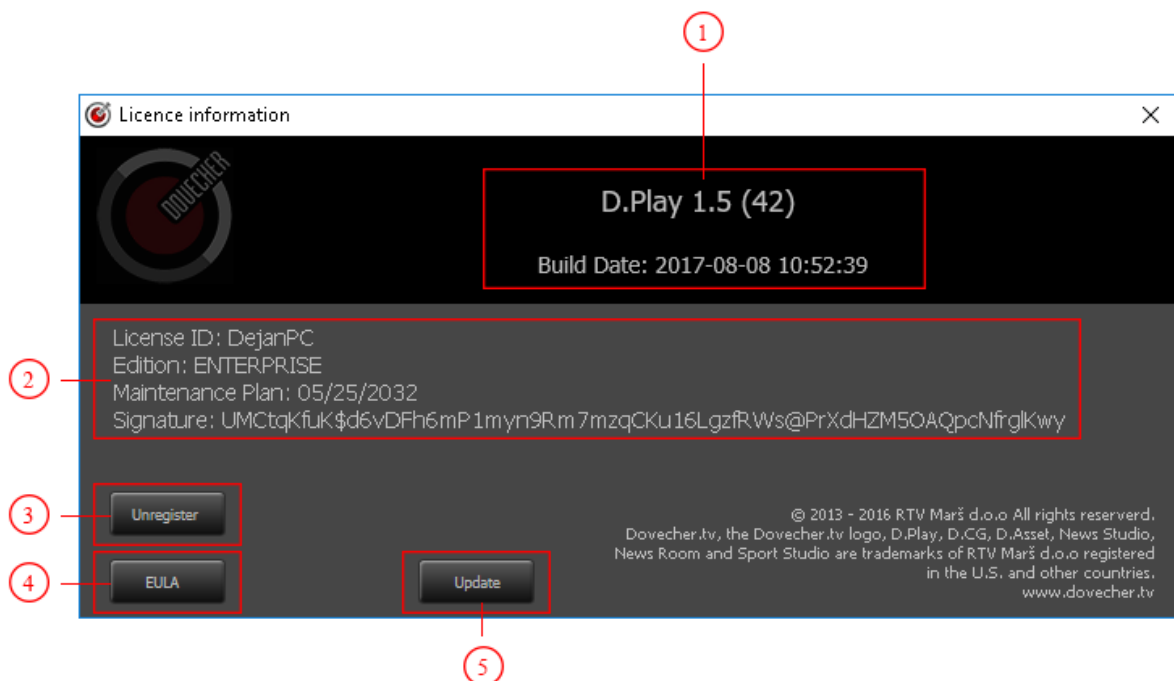 1
Licence information
DOVECHER
D.Play 1.5 (42)
Build Date: 2017-08-08 10:52:39
2
License ID: DejanPC
Edition: ENTERPRISE
Maintenance Plan: 05/25/2032
Signature: UMCtqKfuK$d6vDFh6mP1myn9Rm7mzqCKu16LgzfRWs@PrXdHZM5OAQpcNfrglKwy
3
Unregister
4
EULA
Update
5
© 2013 - 2016 RTV Marš d.o.o All rights reserverd.
Dovecher.tv, the Dovecher.tv logo, D.Play, D.CG, D.Asset, News Studio,
News Room and Sport Studio are trademarks of RTV Marš d.o.o registered
in the U.S. and other countries.
www.dovecher.tv